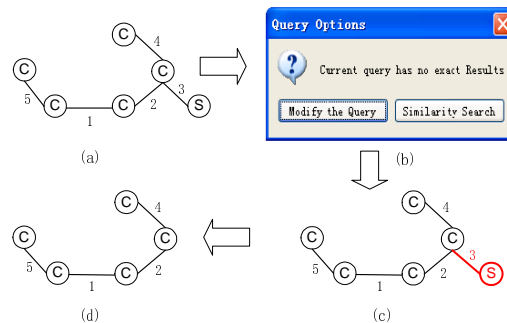 C
4
C
C
5
C
1
C
2
3
S
(a)
Query Options
?
Current query has no exact Results
Modify the Query
Similarity Search
(b)
C
4
C
C
5
C
1
C
2
(d)
C
4
C
C
3
5
C
1
C
2
S
(c)